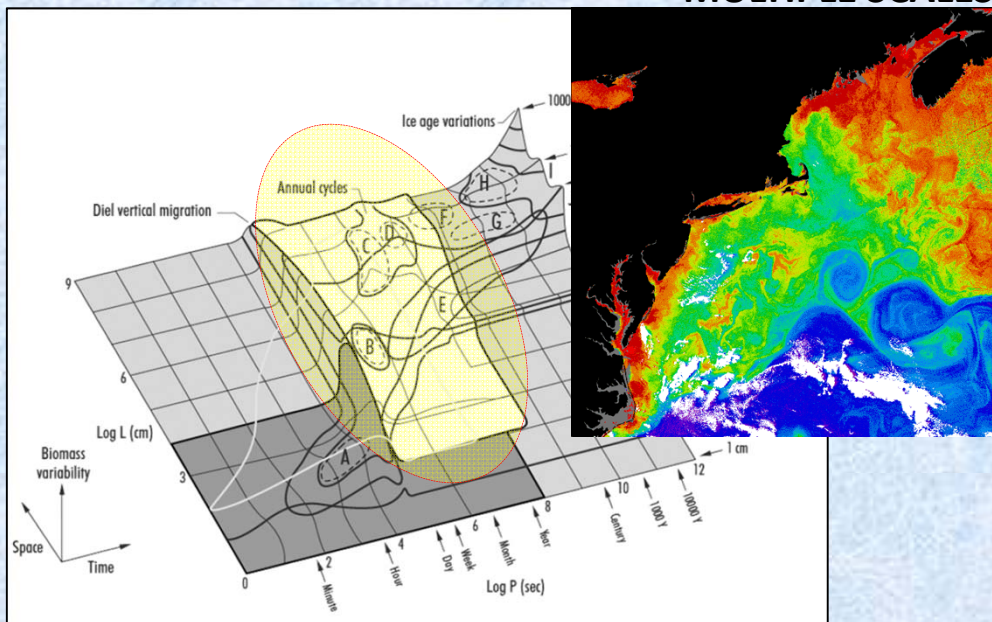 Ice age variations
1000
I
H
Annual cycles
Diel vertical migration
J
F
G
D
C
E
9
B
6
Log L (cm)
Biomass
variability
3
A
1 cm
12
10
8
6
4
2
0
10000 Y
1000 Y
Century
Year
Month
Week
Day
Hour
Minute
Space
Time
Log P (sec)